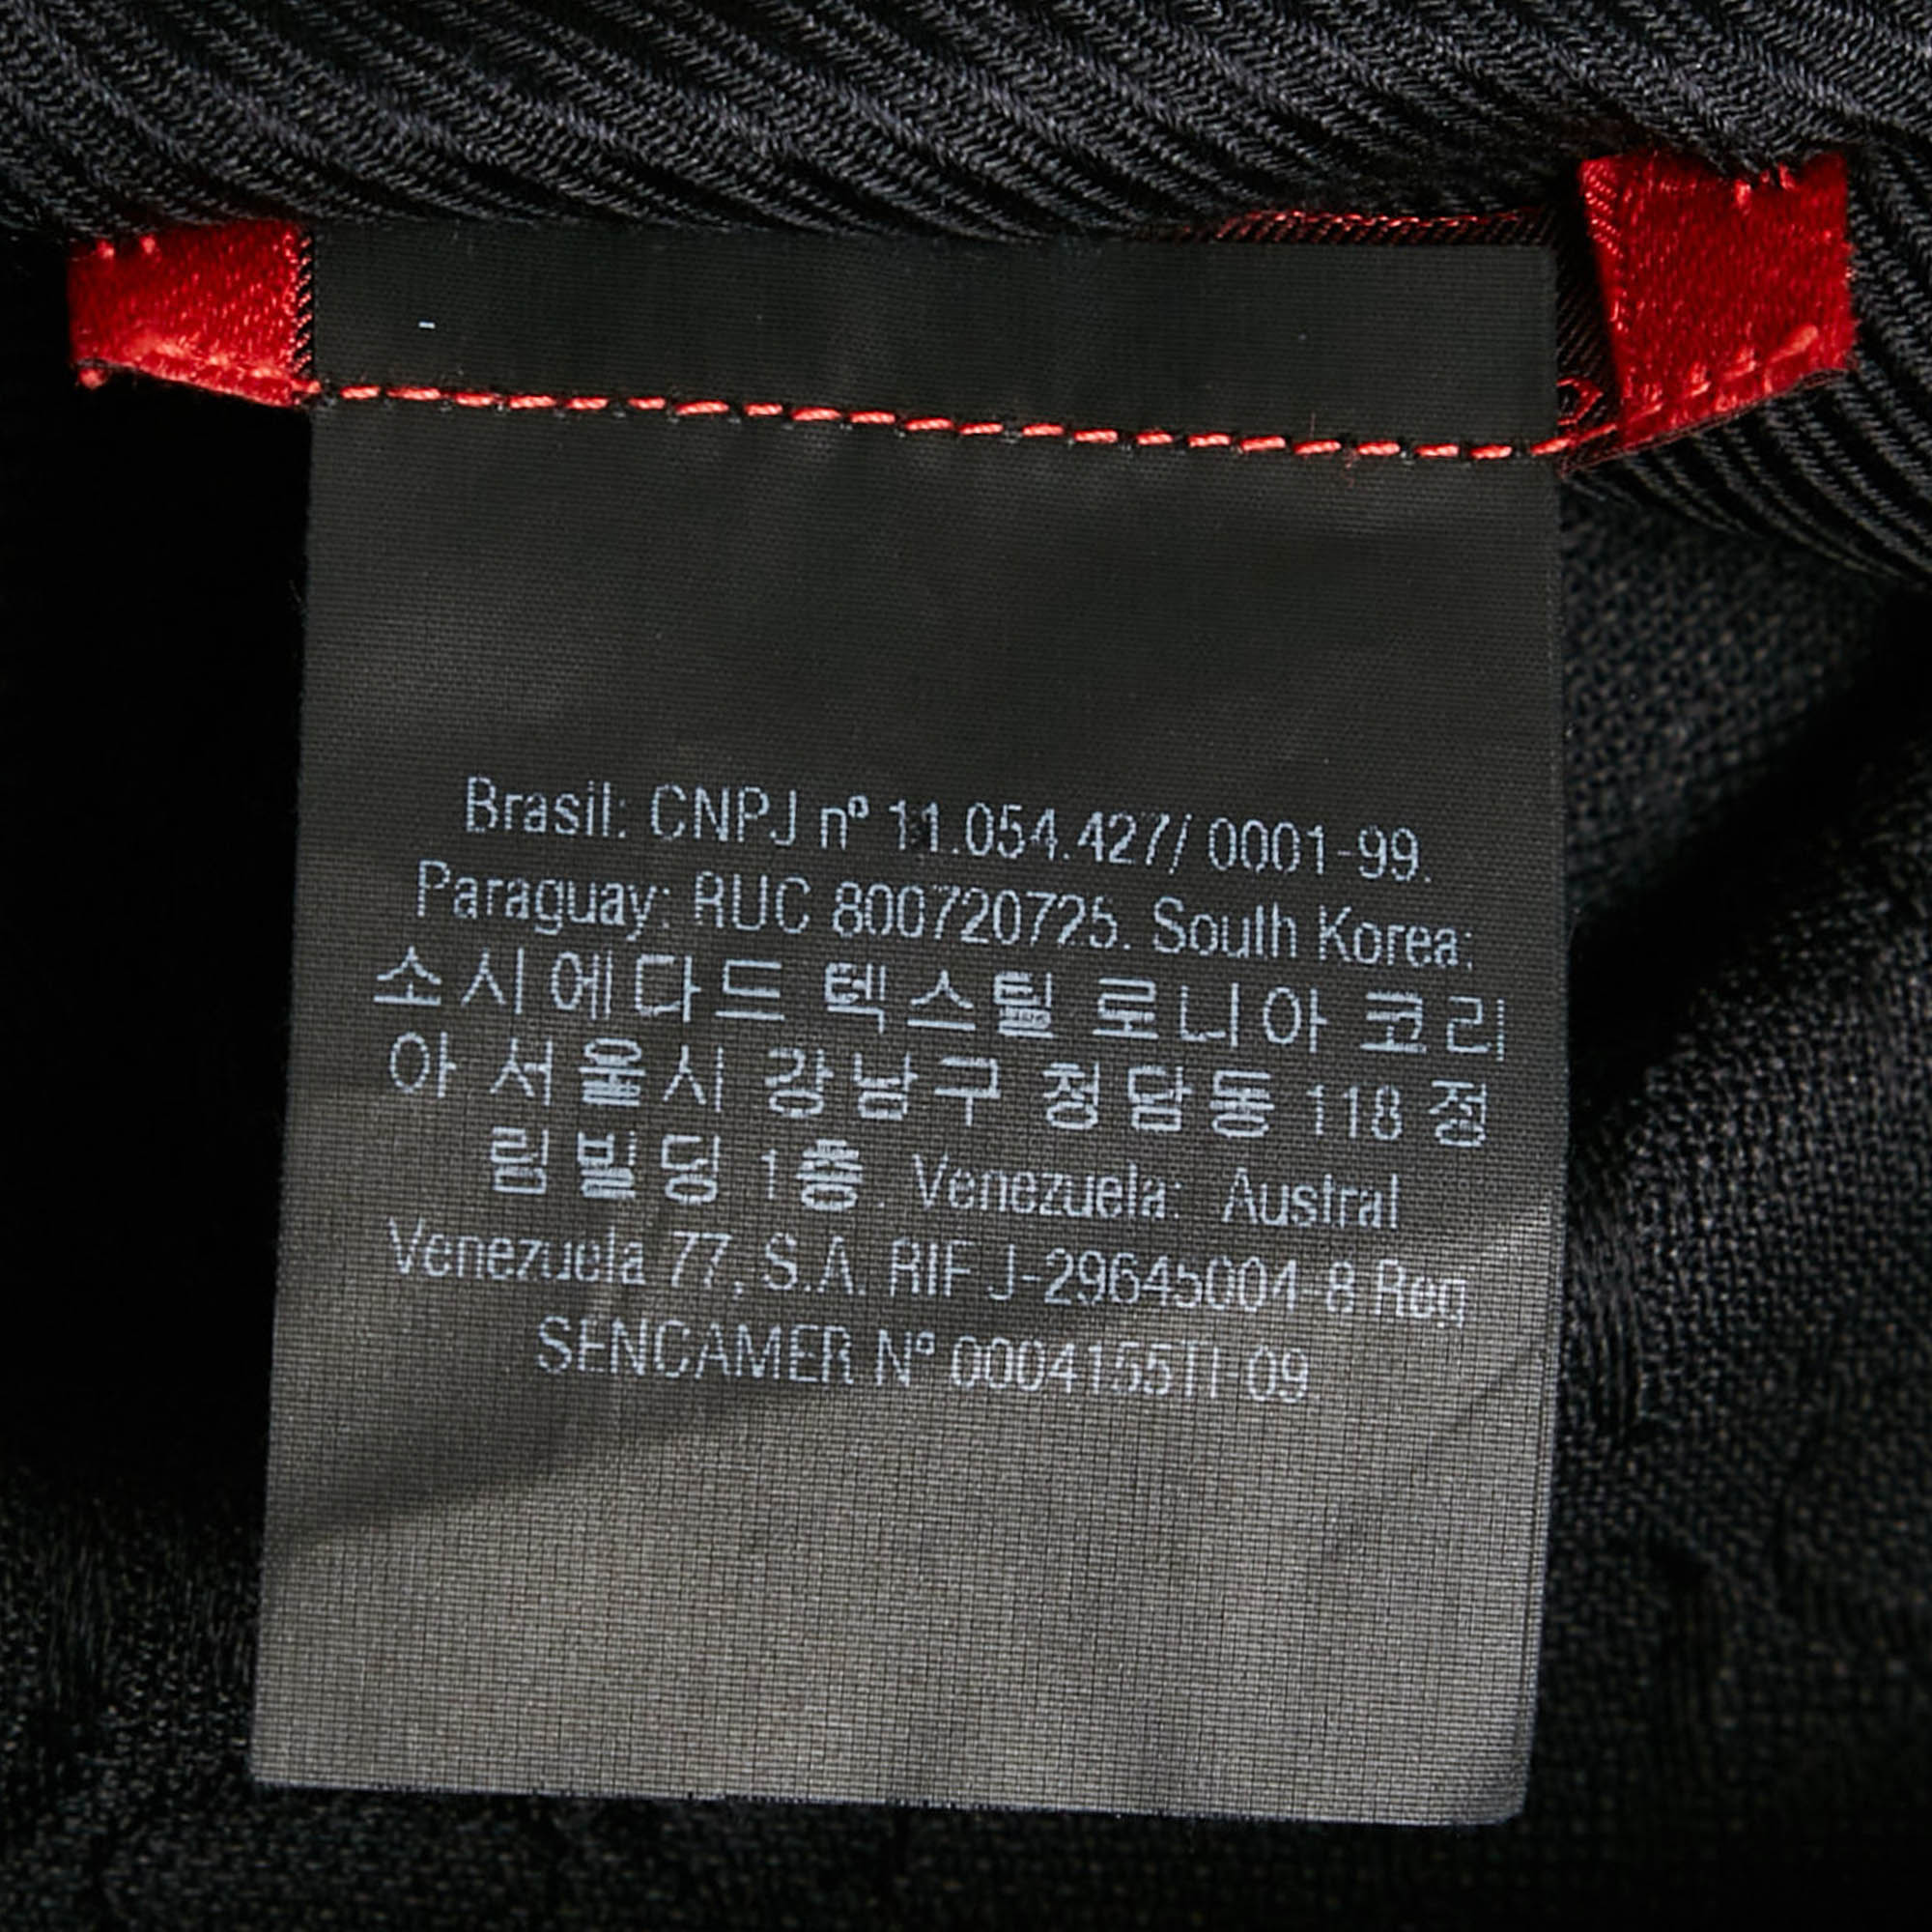 Brasil: CNPJ nº 11.054.427/ 0001-99.
Paraguay: RUC 800720725. South Korea:
소시에다드 텍스틸 로니아 코리
아 서울시 강남구 청담동 118 정
림빌딩 1층. Venezuela: Austral
Venezuela 77, S.A. RIF J-29645004-8 Reg
SENCAMER Nº 0004155TI-09.